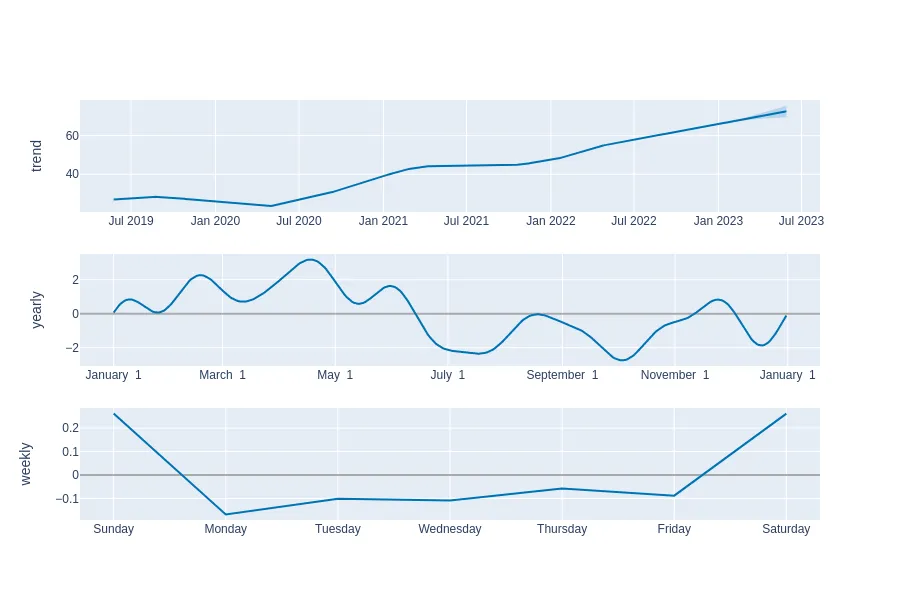 trend
60
40
Jul 2019 Jan 2020 Jul 2020 Jan 2021 Jul 2021 Jan 2022 Jul 2022 Jan 2023 Jul 2023
yearly
2
0
−2
January 1 March 1 May 1 July 1 September 1 November 1 January 1
weekly
0.2
0.1
0
−0.1
Sunday Monday Tuesday Wednesday Thursday Friday Saturday